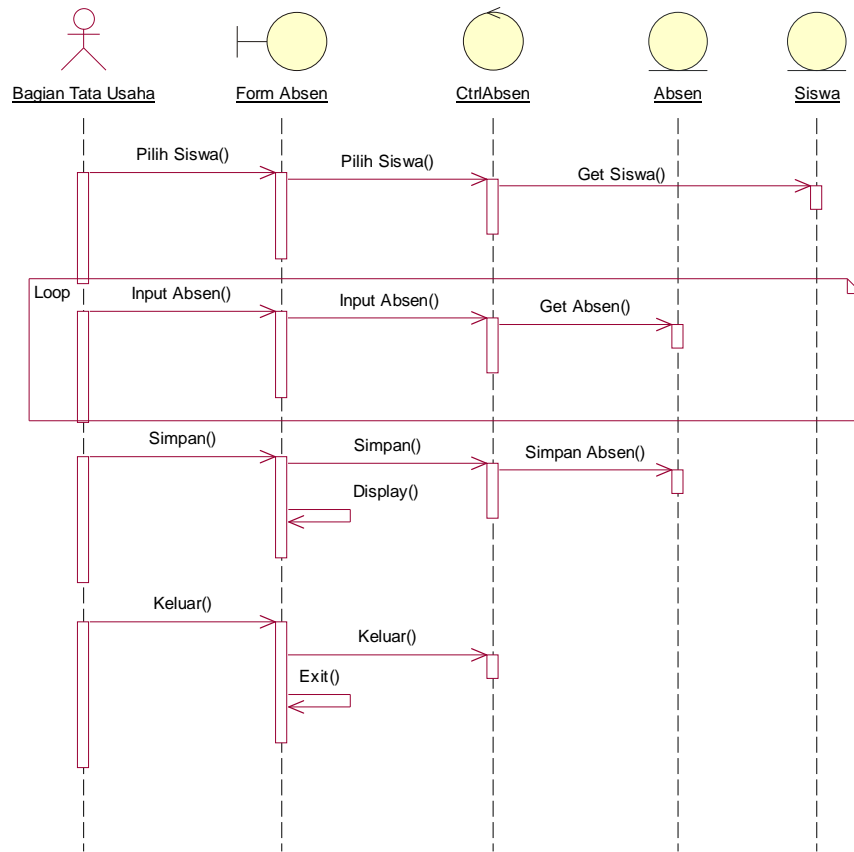 Bagian Tata Usaha
Form Absen
CtrlAbsen
Absen
Siswa
Pilih Siswa()
Pilih Siswa()
Get Siswa()
Loop
Input Absen()
Input Absen()
Get Absen()
Simpan()
Simpan()
Simpan Absen()
Display()
Keluar()
Keluar()
Exit()